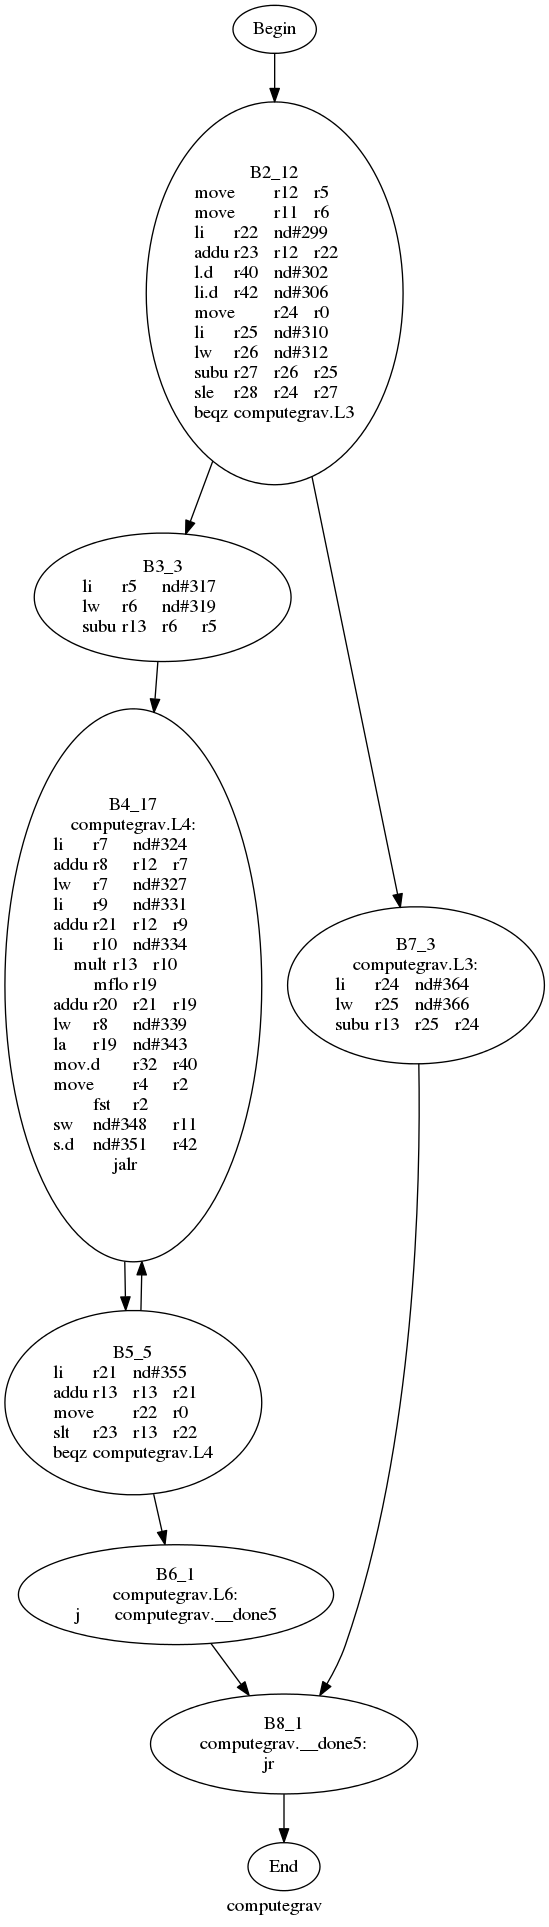 Begin
B2_12
move r12 r5
move r11 r6
li r22 nd#299
addu r23 r12 r22
l.d r40 nd#302
li.d r42 nd#306
move r24 r0
li r25 nd#310
lw r26 nd#312
subu r27 r26 r25
sle r28 r24 r27
beqz computegrav.L3
B3_3
li r5 nd#317
lw r6 nd#319
subu r13 r6 r5
B4_17
computegrav.L4:
li r7 nd#324
addu r8 r12 r7
lw r7 nd#327
li r9 nd#331
addu r21 r12 r9
li r10 nd#334
mult r13 r10
mflo r19
addu r20 r21 r19
lw r8 nd#339
la r19 nd#343
mov.d r32 r40
move r4 r2
fst r2
sw nd#348 r11
s.d nd#351 r42
jalr
B7_3
computegrav.L3:
li r24 nd#364
lw r25 nd#366
subu r13 r25 r24
B5_5
li r21 nd#355
addu r13 r13 r21
move r22 r0
slt r23 r13 r22
beqz computegrav.L4
B6_1
computegrav.L6:
j computegrav.__done5
B8_1
computegrav.__done5:
jr
End
computegrav